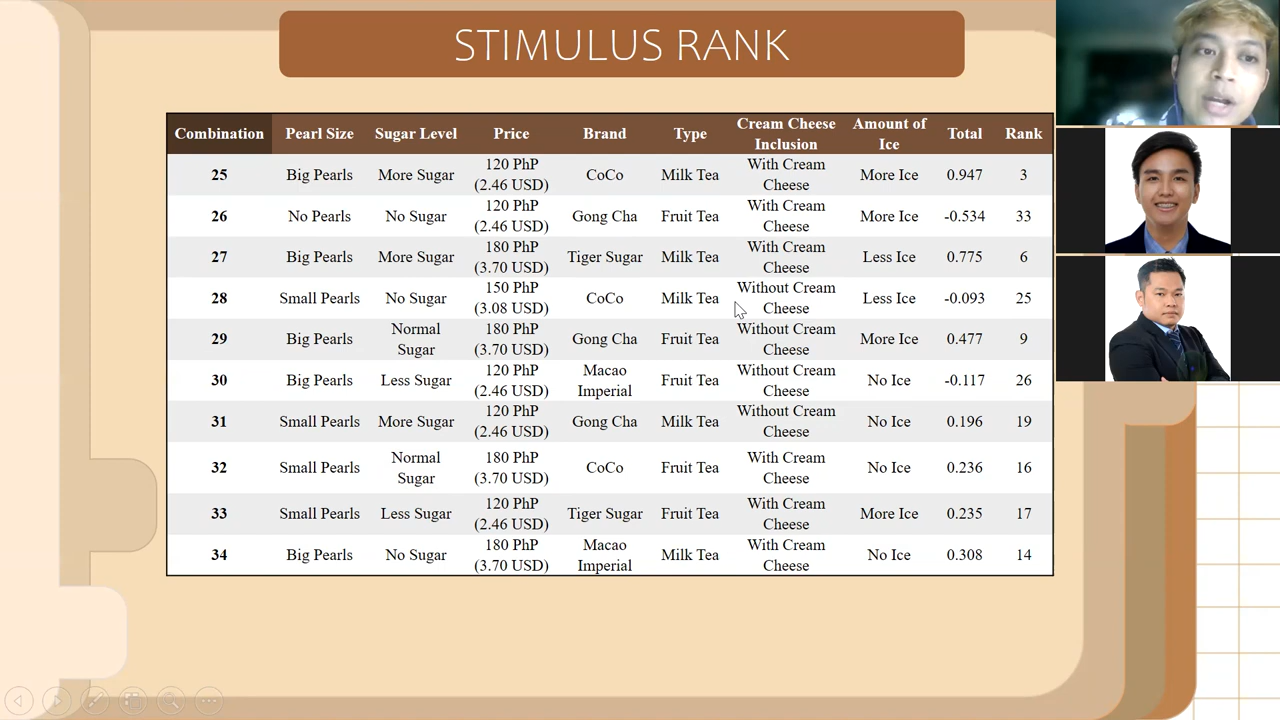 STIMULUS RANK
Combination Pearl Size Sugar Level Price Brand Type Cream Cheese Inclusion Amount of Ice Total Rank
25 Big Pearls More Sugar 120 PhP (2.46 USD) CoCo Milk Tea With Cream Cheese More Ice 0.947 3
26 No Pearls No Sugar 120 PhP (2.46 USD) Gong Cha Fruit Tea With Cream Cheese More Ice -0.534 33
27 Big Pearls More Sugar 180 PhP (3.70 USD) Tiger Sugar Milk Tea With Cream Cheese Less Ice 0.775 6
28 Small Pearls No Sugar 150 PhP (3.08 USD) CoCo Milk Tea Without Cream Cheese Less Ice -0.093 25
29 Big Pearls Normal Sugar 180 PhP (3.70 USD) Gong Cha Fruit Tea Without Cream Cheese More Ice 0.477 9
30 Big Pearls Less Sugar 120 PhP (2.46 USD) Macao Imperial Fruit Tea Without Cream Cheese No Ice -0.117 26
31 Small Pearls More Sugar 120 PhP (2.46 USD) Gong Cha Milk Tea Without Cream Cheese No Ice 0.196 19
32 Small Pearls Normal Sugar 180 PhP (3.70 USD) CoCo Fruit Tea With Cream Cheese No Ice 0.236 16
33 Small Pearls Less Sugar 120 PhP (2.46 USD) Tiger Sugar Fruit Tea With Cream Cheese More Ice 0.235 17
34 Big Pearls No Sugar 180 PhP (3.70 USD) Macao Imperial Milk Tea With Cream Cheese No Ice 0.308 14